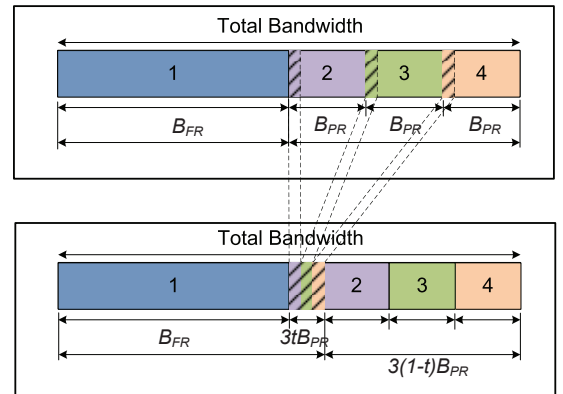 Total Bandwidth
1 2 3 4
B_FR B_PR B_PR B_PR
Total Bandwidth
1 2 3 4
B_FR 3tB_PR
3(1-t)B_PR